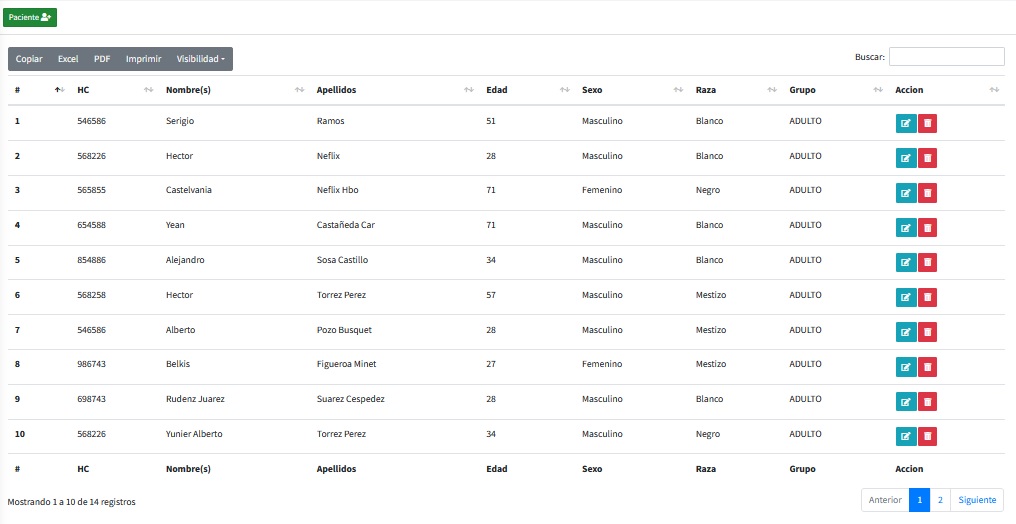 Paciente
Copiar Excel PDF Imprimir Visibilidad
Buscar:
# HC Nombre(s) Apellidos Edad Sexo Raza Grupo Accion
1 546586 Serigio Ramos 51 Masculino Blanco ADULTO
2 568226 Hector Neflix 28 Masculino Blanco ADULTO
3 565855 Castelvania Neflix Hbo 71 Femenino Negro ADULTO
4 654588 Yean Castañeda Car 71 Masculino Blanco ADULTO
5 854886 Alejandro Sosa Castillo 34 Masculino Blanco ADULTO
6 568258 Hector Torrez Perez 57 Masculino Mestizo ADULTO
7 546586 Alberto Pozo Busquet 28 Masculino Mestizo ADULTO
8 986743 Belkis Figueroa Minet 27 Femenino Mestizo ADULTO
9 698743 Rudenz Juarez Suarez Cespedez 28 Masculino Blanco ADULTO
10 568226 Yunier Alberto Torrez Perez 34 Masculino Negro ADULTO
# HC Nombre(s) Apellidos Edad Sexo Raza Grupo Accion
Mostrando 1 a 10 de 14 registros
Anterior 1 2 Siguiente